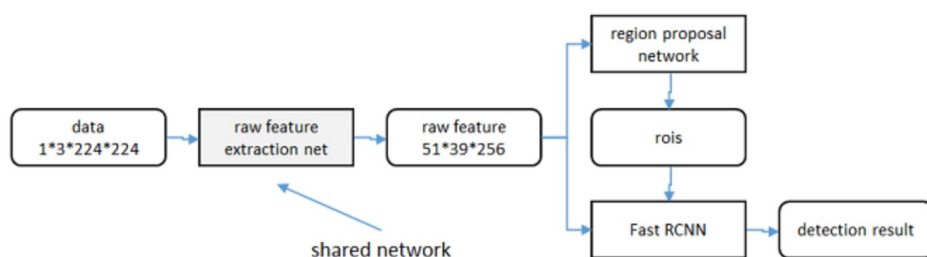 data
1*3*224*224
raw feature
extraction net
raw feature
51*39*256
region proposal
network
rois
Fast RCNN
detection result
shared network